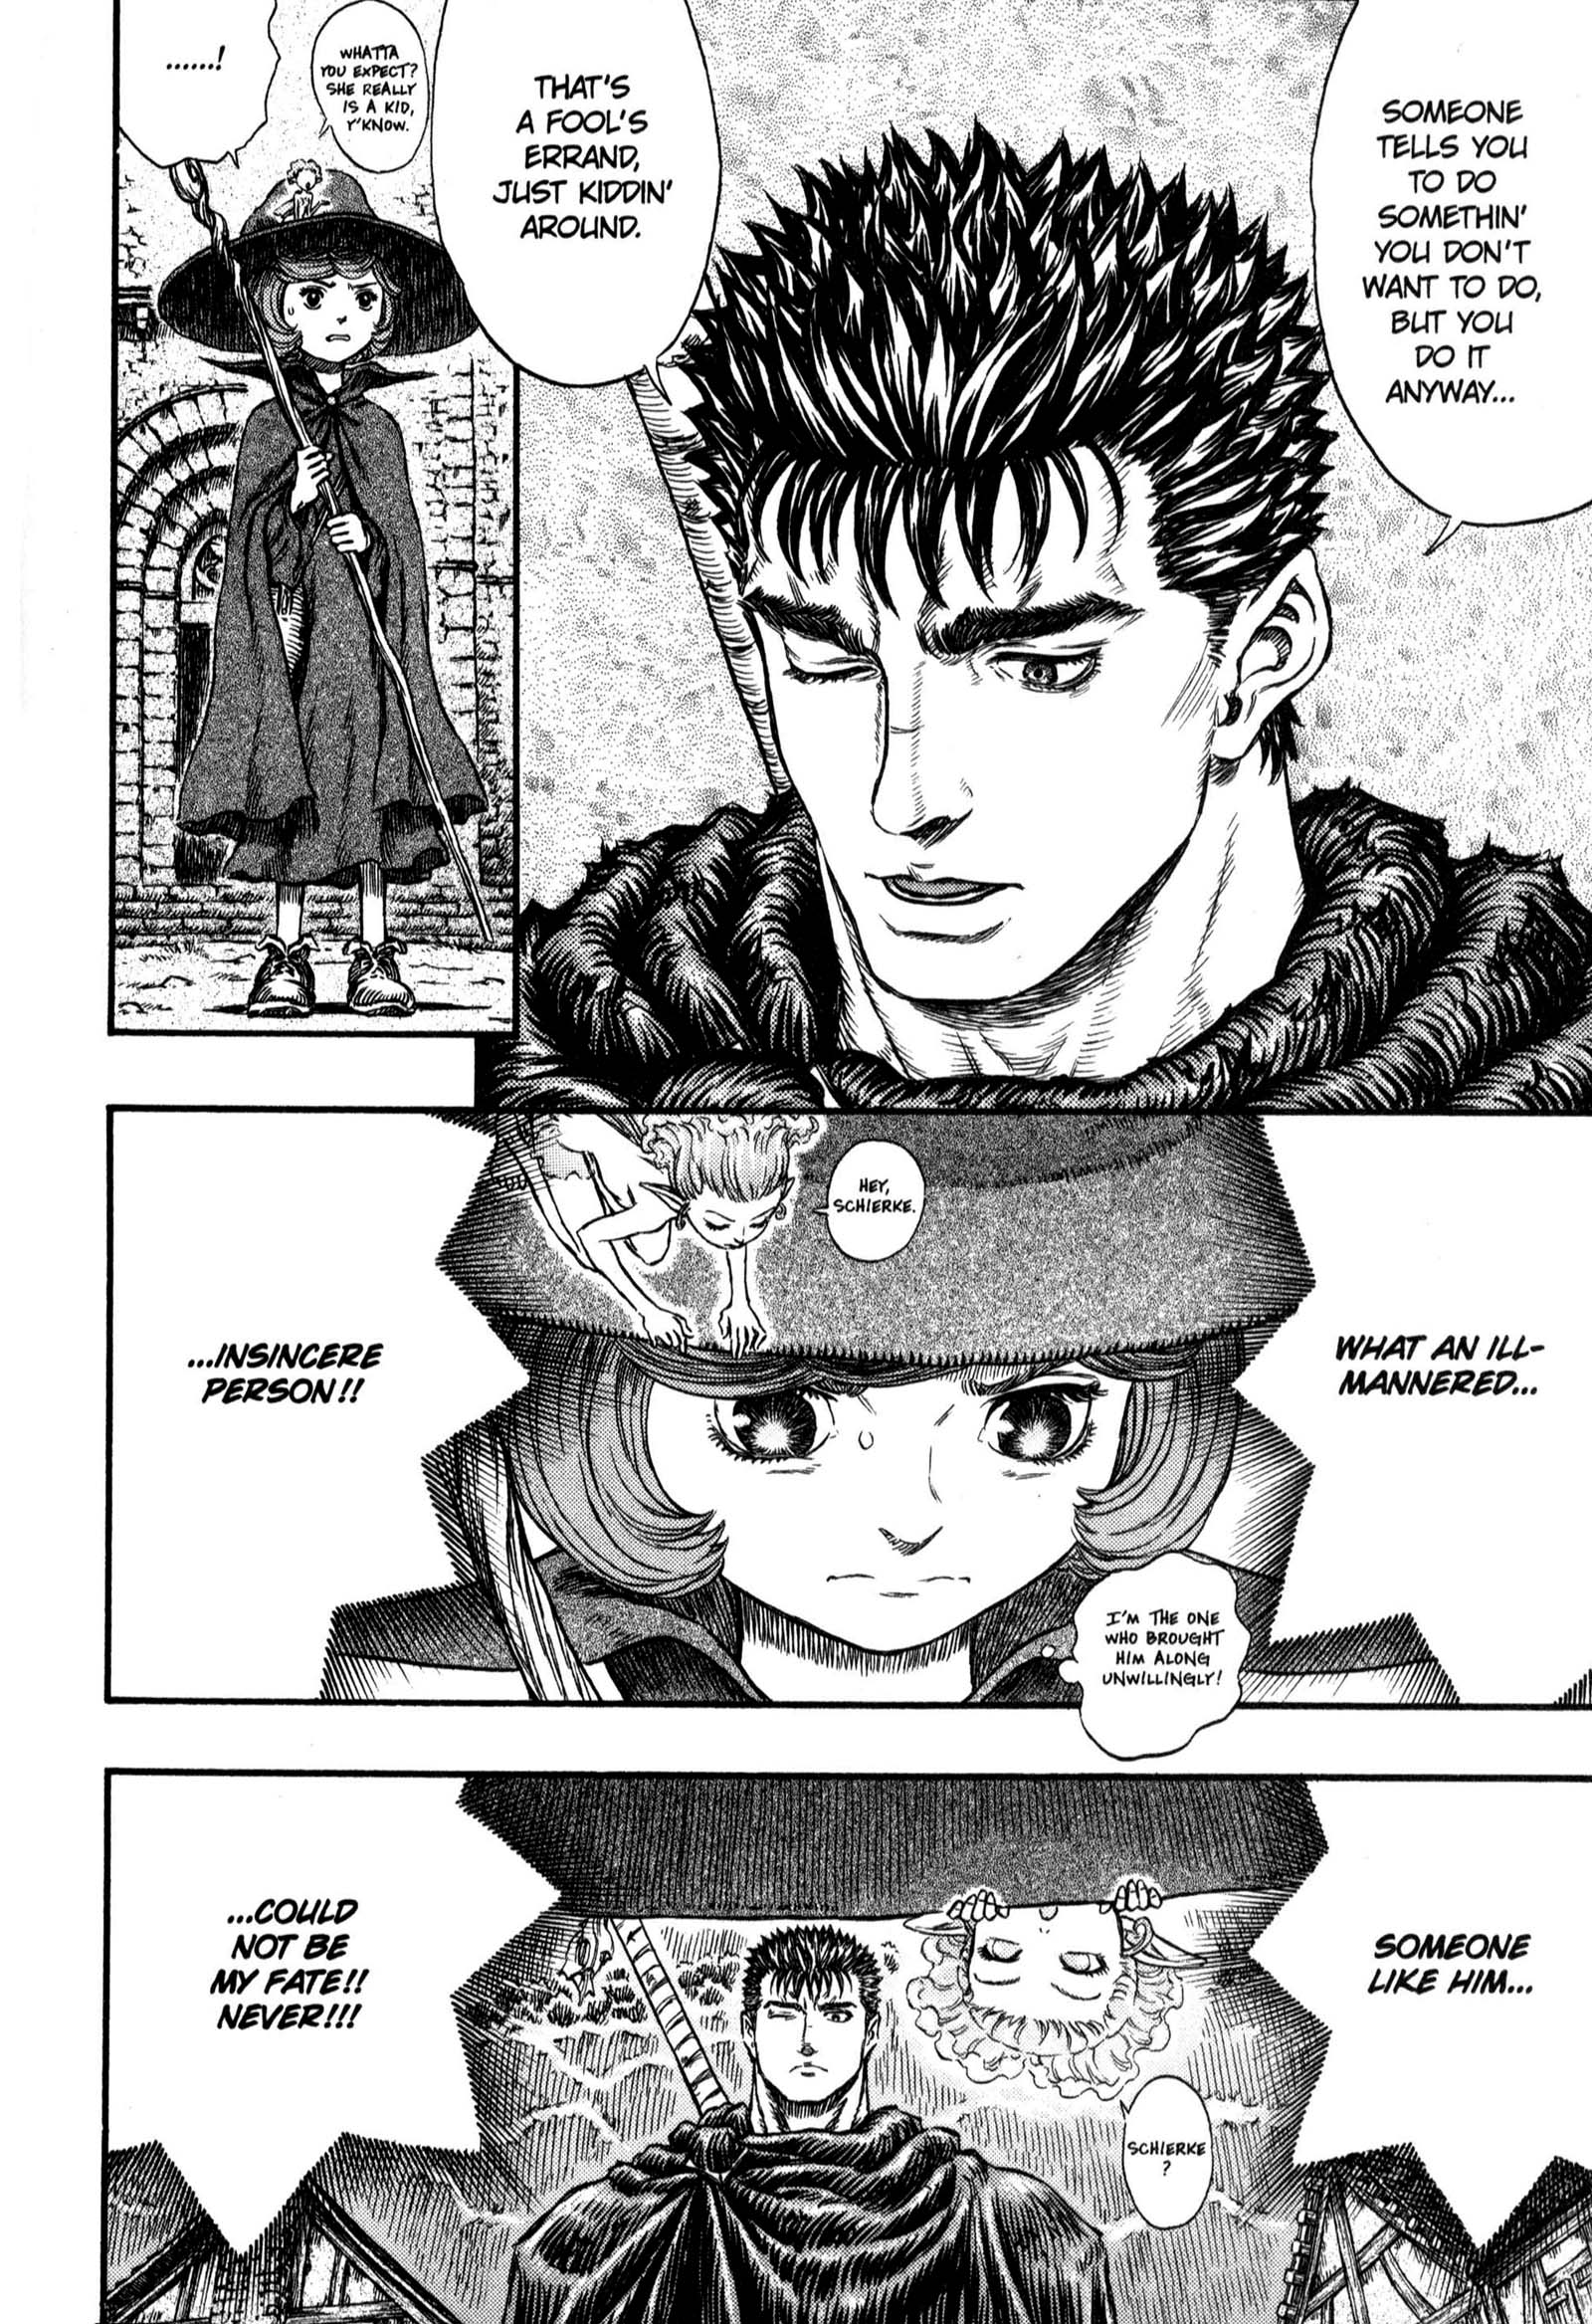 SOMEONE
TELLS YOU
TO DO
SOMETHIN'
YOU DON'T
WANT TO DO,
BUT YOU
DO IT
ANYWAY...
THAT'S
A FOOL'S
ERRAND,
JUST KIDDIN'
AROUND.
WHATTA
YOU EXPECT?
SHE REALLY
IS A KID,
Y'KNOW.
......!
HEY,
SCHIERKE.
WHAT AN ILL-
MANNERED...
...INSINCERE
PERSON!!
I'M THE ONE
WHO BROUGHT
HIM ALONG
UNWILLINGLY!
SOMEONE
LIKE HIM...
SCHIERKE
?
...COULD
NOT BE
MY FATE!!
NEVER!!!